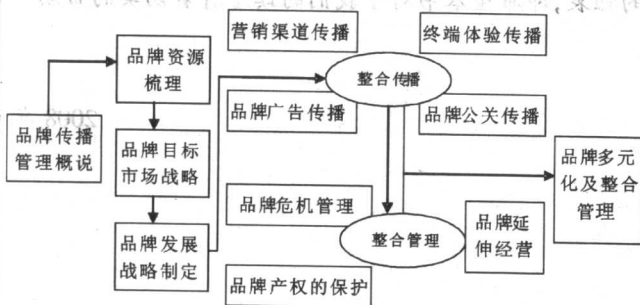 营销渠道传播
终端体验传播
品牌资源
梳理
整合传播
品牌广告传播
品牌公关传播
品牌传播
管理概说
品牌目标
市场战略
品牌多元
化及整合
管理
品牌危机管理
品牌发展
战略制定
整合管理
品牌延
伸经营
品牌产权的保护